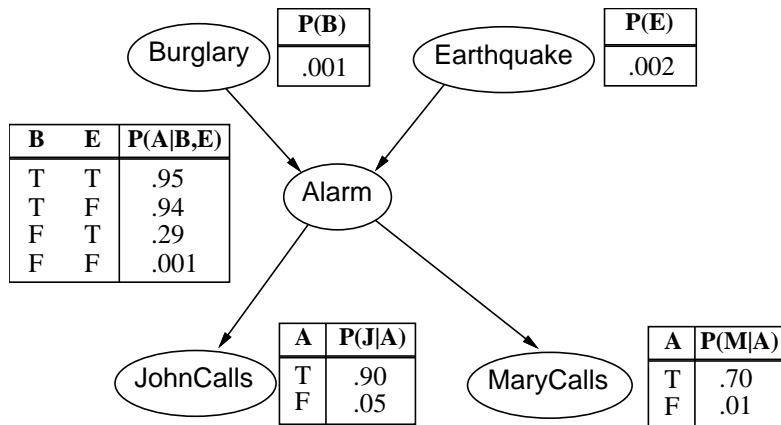 Burglary
P(B)
.001
Earthquake
P(E)
.002
B E P(A|B,E)
T T .95
T F .94
F T .29
F F .001
Alarm
JohnCalls
A P(J|A)
T .90
F .05
MaryCalls
A P(M|A)
T .70
F .01